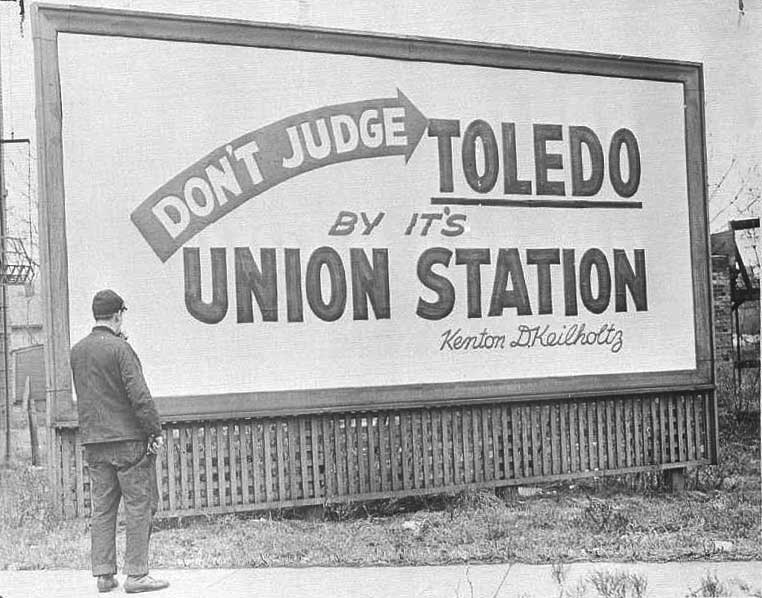 DON'T JUDGE TOLEDO
BY IT'S
UNION STATION
Kenton D. Keilholtz